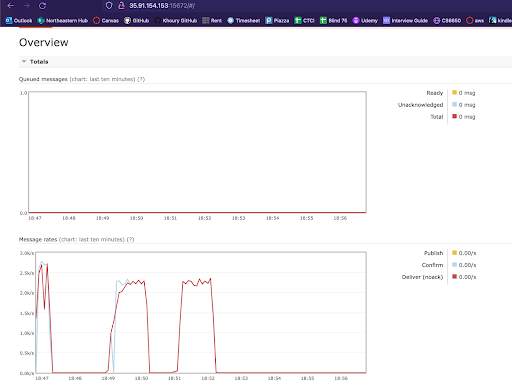 35.91.154.153:15672/#/
Outlook Northeastern Hub Canvas GitHub Khoury GitHub Rent Timesheet Piazza CTCI Blind 75 Udemy Interview Guide CS6650 aws kindle
Overview
Totals
Queued messages (chart: last ten minutes) (?)
1.0
0.0
18:47 18:48 18:49 18:50 18:51 18:52 18:53 18:54 18:55 18:56
Ready 0 msg
Unacknowledged 0 msg
Total 0 msg
Message rates (chart: last ten minutes) (?)
3.0k/s
2.5k/s
2.0k/s
1.5k/s
1.0k/s
0.5k/s
0.0k/s
18:47 18:48 18:49 18:50 18:51 18:52 18:53 18:54 18:55 18:56
Publish 0.00/s
Confirm 0.00/s
Deliver (noack) 0.00/s